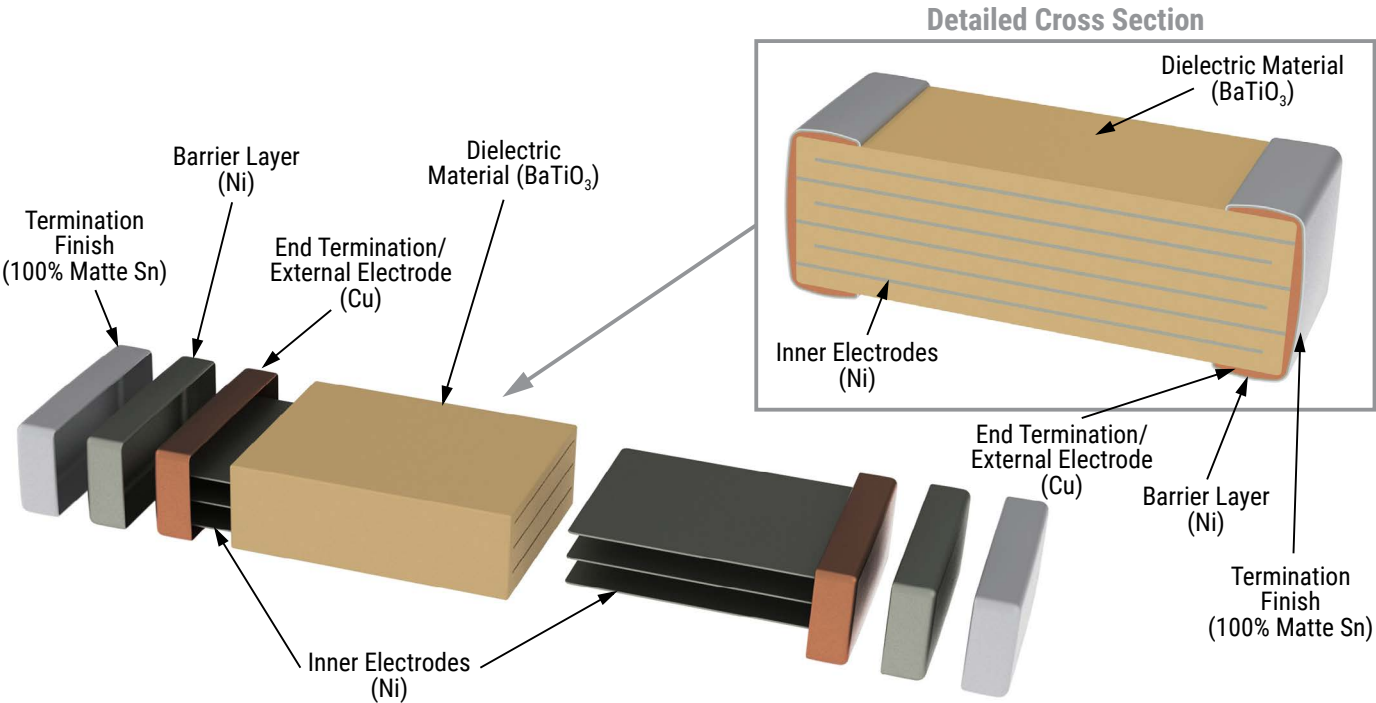 Detailed Cross Section
Dielectric Material
(BaTiO₃)
Inner Electrodes
(Ni)
End Termination/
External Electrode
(Cu)
Barrier Layer
(Ni)
Termination
Finish
(100% Matte Sn)
Termination
Finish
(100% Matte Sn)
Barrier Layer
(Ni)
End Termination/
External Electrode
(Cu)
Dielectric
Material (BaTiO₃)
Inner Electrodes
(Ni)